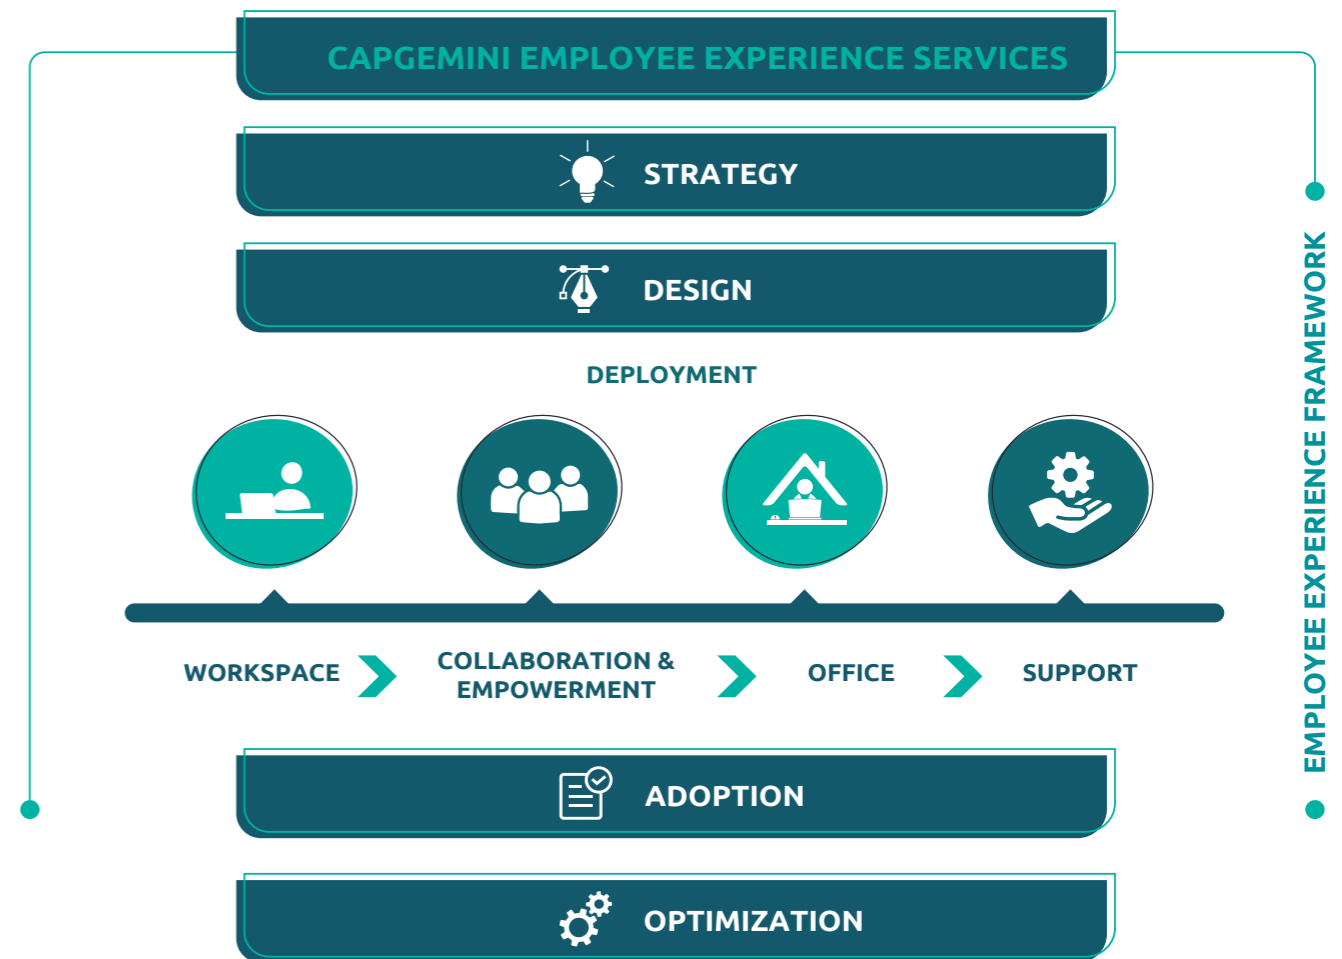 CAPGEMINI EMPLOYEE EXPERIENCE SERVICES
STRATEGY
DESIGN
DEPLOYMENT
WORKSPACE
COLLABORATION &
EMPOWERMENT
OFFICE
SUPPORT
ADOPTION
OPTIMIZATION
EMPLOYEE EXPERIENCE FRAMEWORK